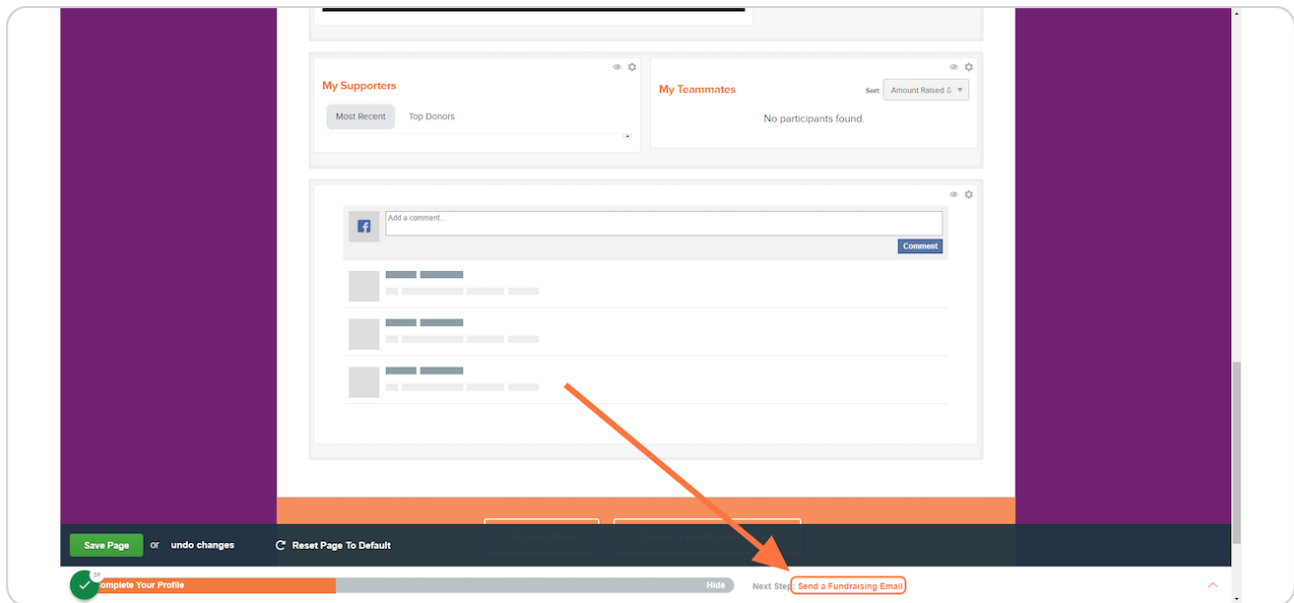 My Supporters
Most Recent Top Donors
My Teammates
Sort: Amount Raised
No participants found.
Add a comment...
Comment
Save Page or undo changes Reset Page To Default
omplete Your Profile Hide Next Step: Send a Fundraising Email